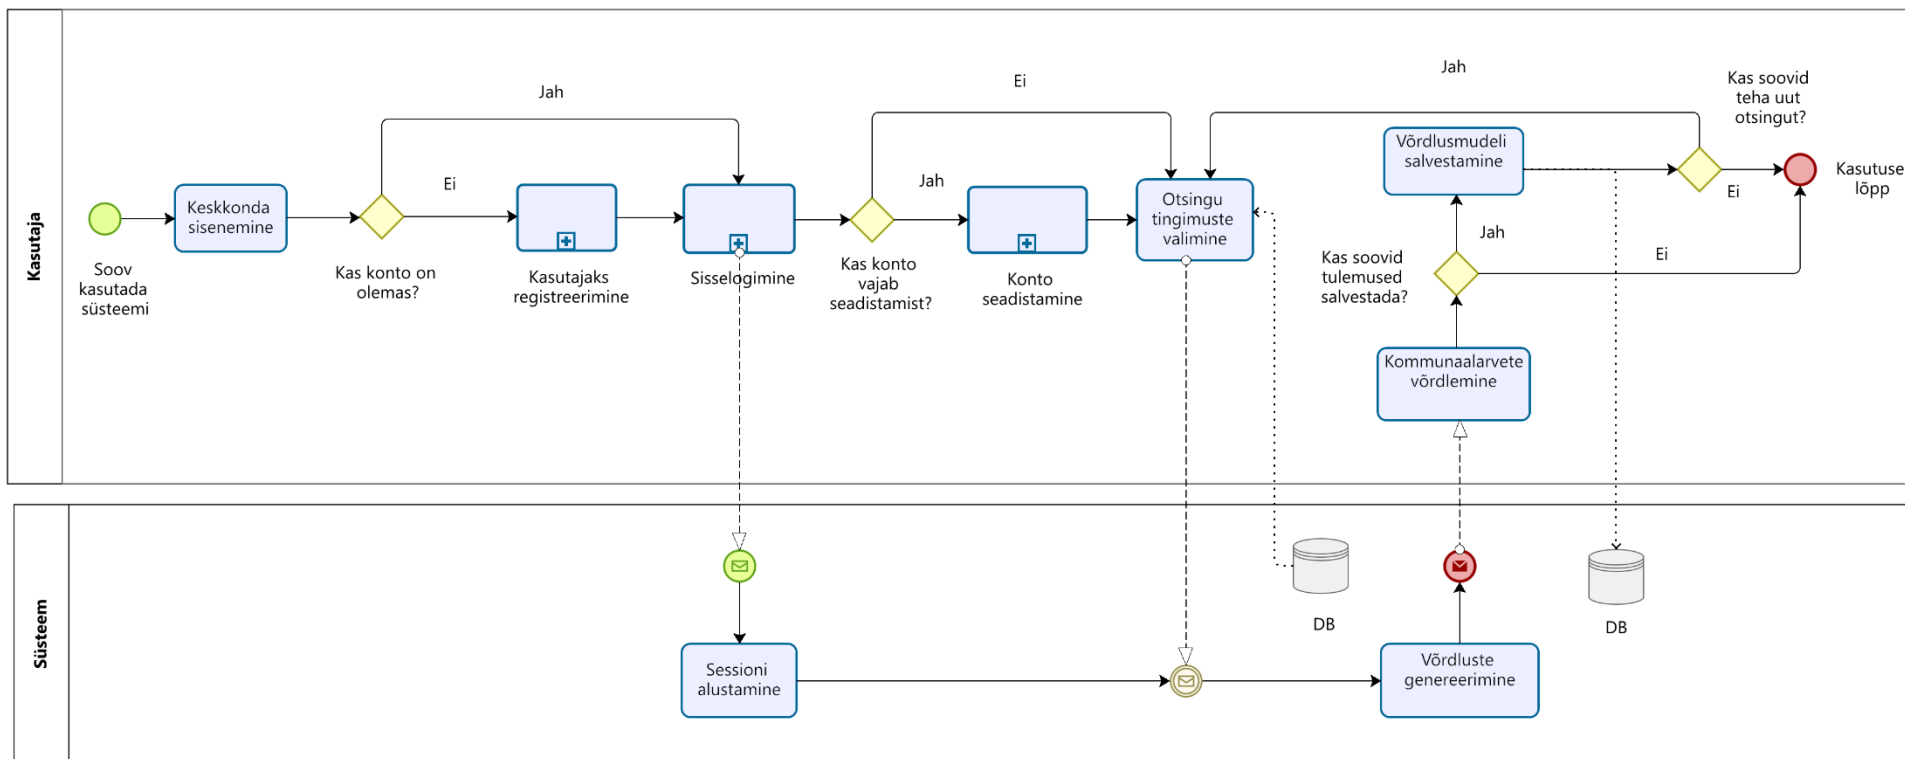 Kasutaja
Soov
kasutada
süsteemi
Keskkonda
sisenemine
Kas konto on
olemas?
Jah
Ei
Kasutajaks
registreerimine
Sisselogimine
Kas konto
vajab
seadistamist?
Ei
Jah
Konto
seadistamine
Otsingu
tingimuste
valimine
Jah
Võrdlusmudeli
salvestamine
Kas soovid
tulemused
salvestada?
Jah
Ei
Kommunaalarvete
võrdlemine
Kas soovid
teha uut
otsingut?
Ei
Kasutuse
lõpp
Süsteem
Sessioni
alustamine
DB
Võrdluste
genereerimine
DB